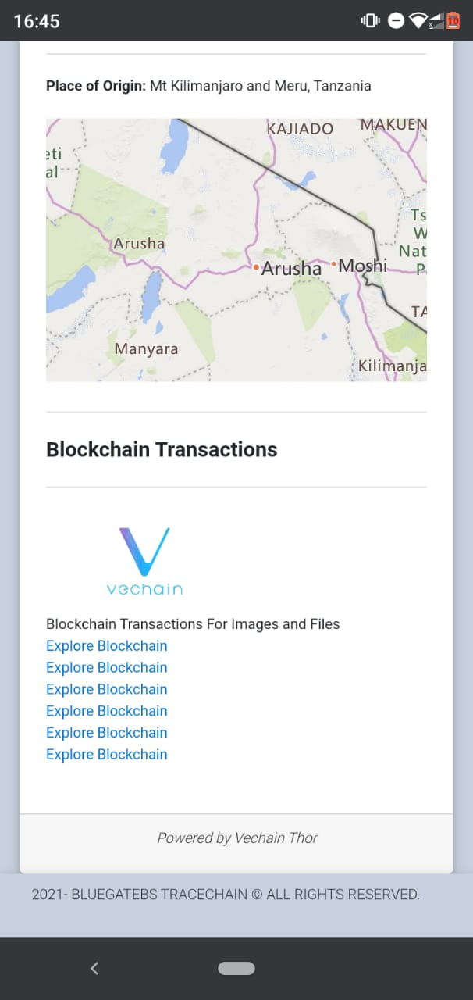 16:45
10
Place of Origin: Mt Kilimanjaro and Meru, Tanzania
KAJIADO
MAKUEN
eti
al
Ts
W
Nat
P
Arusha
Arusha
Moshi
TA
Manyara
Kilimanja
Blockchain Transactions
vechain
Blockchain Transactions For Images and Files
Explore Blockchain
Explore Blockchain
Explore Blockchain
Explore Blockchain
Explore Blockchain
Explore Blockchain
Powered by Vechain Thor
2021- BLUEGATEBS TRACECHAIN © ALL RIGHTS RESERVED.